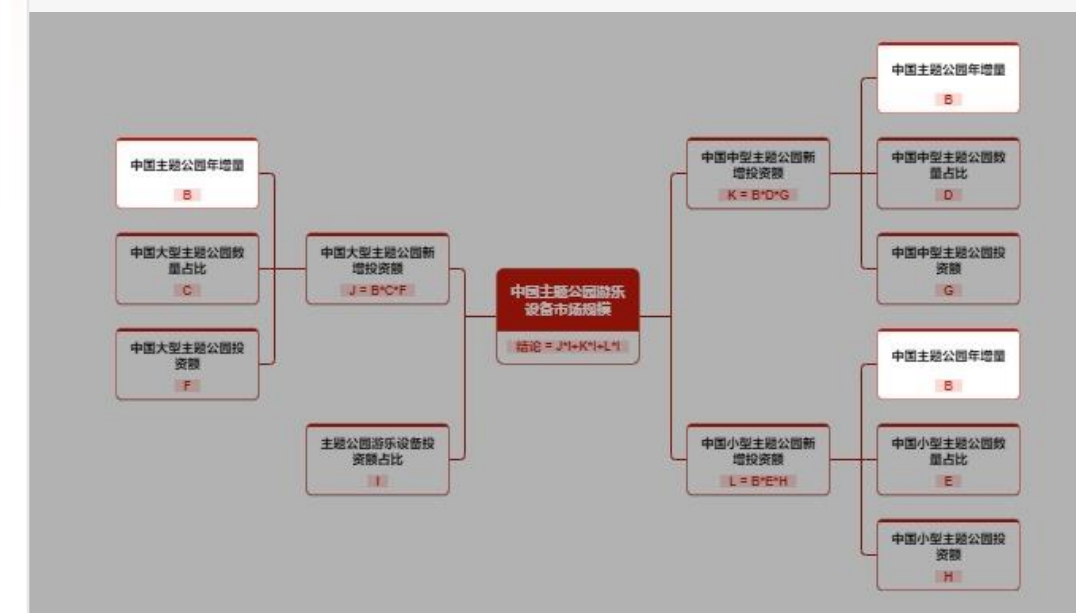 中国主题公园年增量
B
中国大型主题公园数
量占比
C
中国大型主题公园投
资额
F
中国大型主题公园新
增投资额
J = B*C*F
主题公园游乐设备投
资额占比
I
中国主题公园游乐
设备市场规模
结论 = J*I+K*I+L*I
中国中型主题公园新
增投资额
K = B*D*G
中国主题公园年增量
B
中国中型主题公园数
量占比
D
中国中型主题公园投
资额
G
中国小型主题公园新
增投资额
L = B*E*H
中国主题公园年增量
B
中国小型主题公园数
量占比
E
中国小型主题公园投
资额
H